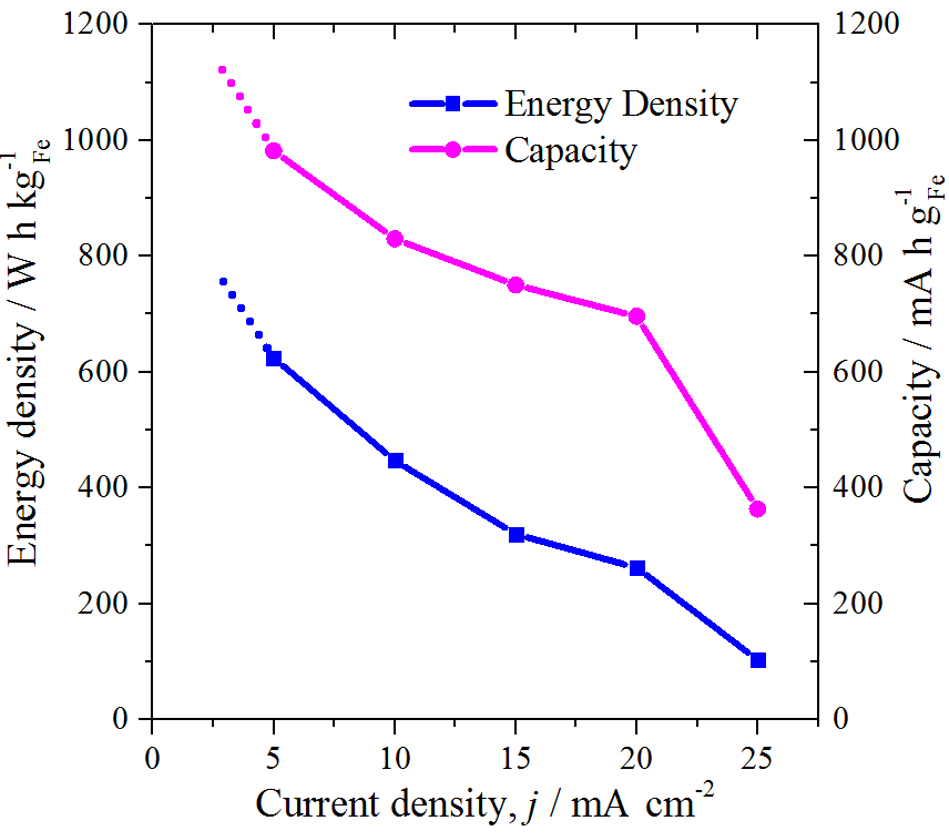 1200
1000
800
600
400
200
0
Energy density / W h kg⁻¹Fe
Energy Density
Capacity
1200
1000
800
600
400
200
0
Capacity / mA h g⁻¹Fe
0 5 10 15 20 25
Current density, j / mA cm⁻²